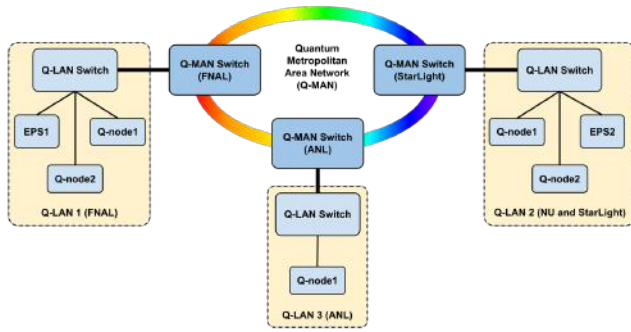 Q-LAN Switch
EPS1
Q-node1
Q-node2
Q-LAN 1 (FNAL)
Q-MAN Switch
(FNAL)
Quantum
Metropolitan
Area Network
(Q-MAN)
Q-MAN Switch
(StarLight)
Q-MAN Switch
(ANL)
Q-LAN Switch
Q-node1
Q-LAN 3 (ANL)
Q-LAN Switch
Q-node1
EPS2
Q-node2
Q-LAN 2 (NU and StarLight)